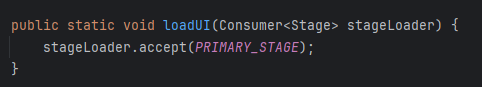 public static void loadUI(Consumer<Stage> stageLoader) {
    stageLoader.accept(PRIMARY_STAGE);
}